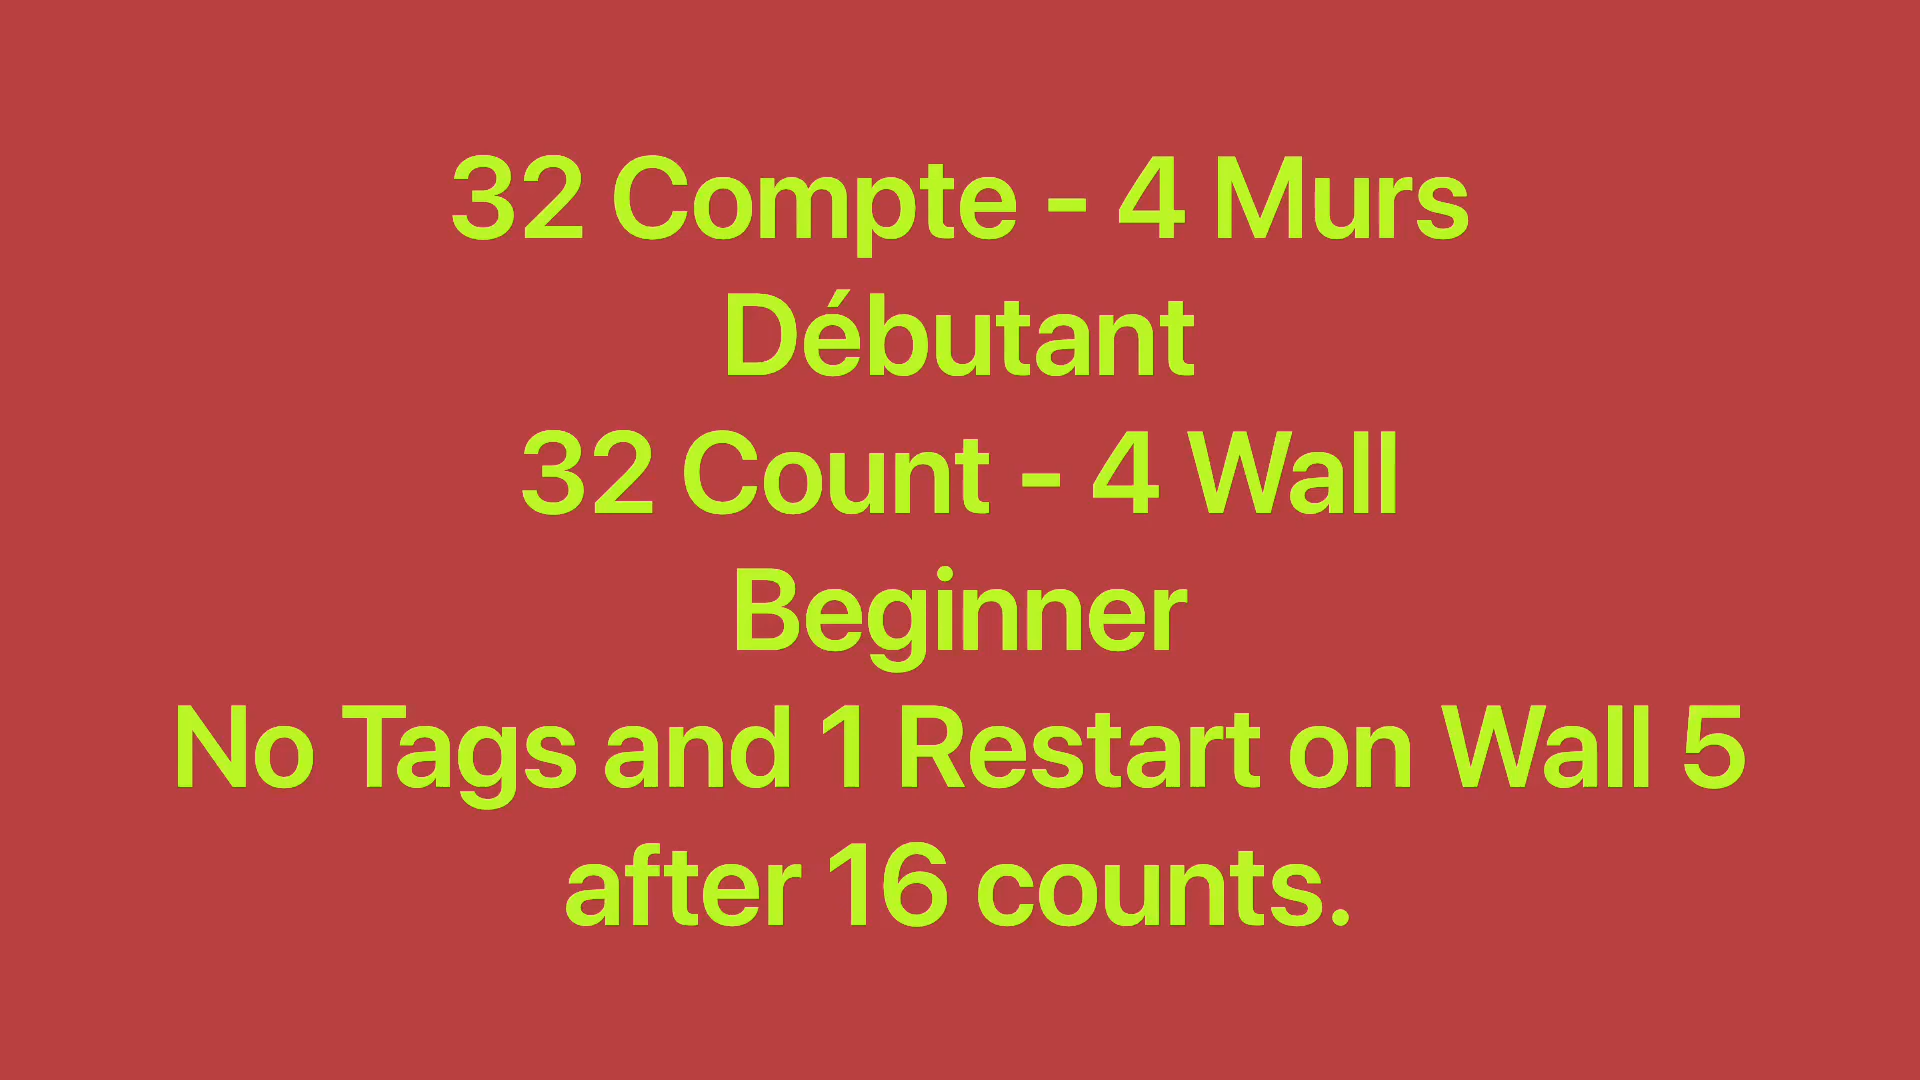 32 Compte - 4 Murs
Débutant
32 Count - 4 Wall
Beginner
No Tags and 1 Restart on Wall 5
after 16 counts.